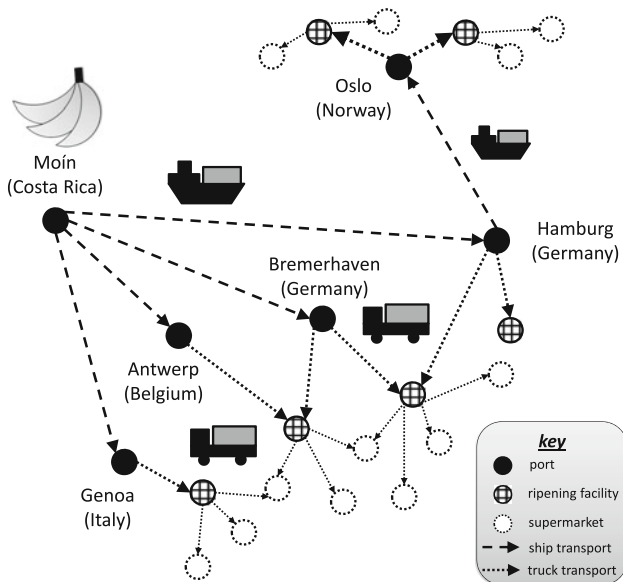 Oslo
(Norway)
Moín
(Costa Rica)
Hamburg
(Germany)
Bremerhaven
(Germany)
Antwerp
(Belgium)
Genoa
(Italy)
key
port
ripening facility
supermarket
ship transport
truck transport